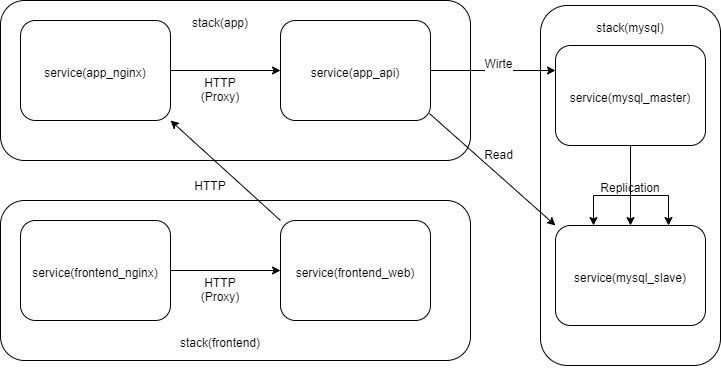 stack(app)
stack(mysql)
service(app_nginx)
HTTP
(Proxy)
service(app_api)
Wirte
service(mysql_master)
Read
HTTP
Replication
service(frontend_nginx)
HTTP
(Proxy)
service(frontend_web)
service(mysql_slave)
stack(frontend)